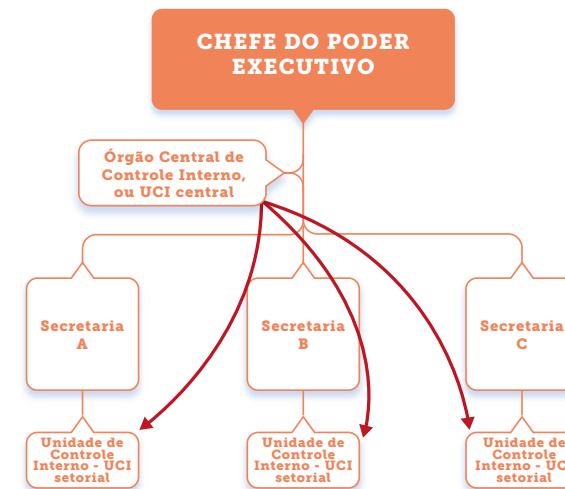 CHEFE DO PODER
EXECUTIVO
Órgão Central de
Controle Interno,
ou UCI central
Secretaria
A
Secretaria
B
Secretaria
C
Unidade de
Controle
Interno - UCI
setorial
Unidade de
Controle
Interno - UCI
setorial
Unidade de
Controle
Interno - UCI
setorial